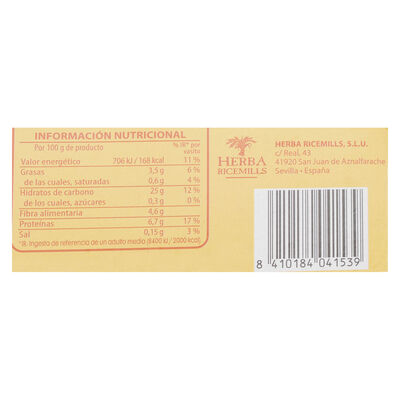 INFORMACIÓN NUTRICIONAL
Por 100 g de producto % IR* por vasito
Valor energético 706 kJ / 168 kcal 11 %
Grasas 3,5 g 6 %
de las cuales, saturadas 0,6 g 4 %
Hidratos de carbono 25 g 12 %
de los cuales, azúcares 0,3 g 0 %
Fibra alimentaria 4,6 g
Proteínas 6,7 g 17 %
Sal 0,15 g 3 %
*IR. Ingesta de referencia de un adulto medio (8400 kJ / 2000 kcal)
HERBA
RICEMILLS
HERBA RICEMILLS, S.L.U.
c/ Real, 43
41920 San Juan de Aznalfarache
Sevilla - España
8 410184 041539